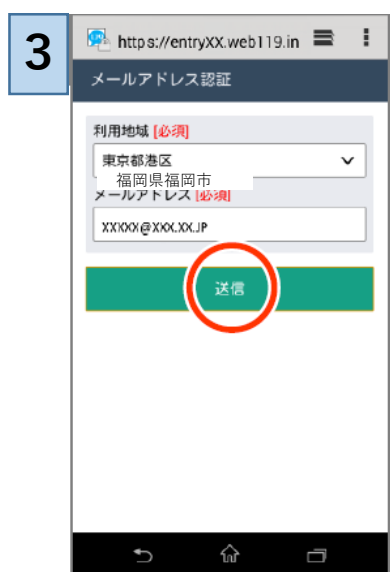 3
https://entryXX.web119.in
メールアドレス認証
利用地域 [必須]
東京都港区
福岡県福岡市
メールアドレス [必須]
XXXXX@XXX.XX.JP
送信